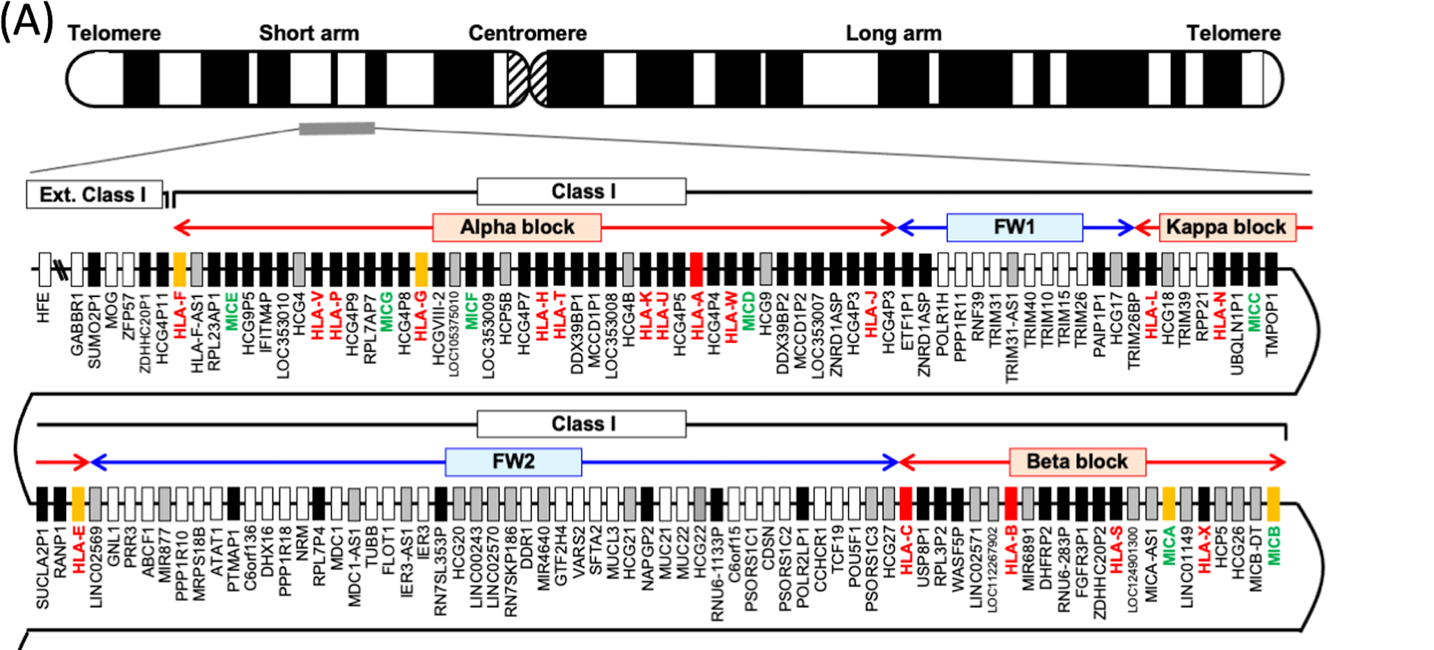 (A)
Telomere Short arm Centromere Long arm Telomere
Ext. Class I Class I
Alpha block FW1 Kappa block
HFE GABBR1 SUMO2P1 MOG ZFP57 ZDHHC20P1 HCG4P11 HLA-F HLA-F-AS1 RPL23AP1 MICE HCG9P5 IFITM4P LOC353010 HCG4 HLA-V HLA-P HCG4P9 RPL7AP7 MICG HCG4P8 HLA-G HCGVIII-2 LOC105375010 MICF LOC353009 HCP5B HCG4P7 HLA-H HLA-T DDX39BP1 MCCD1P1 LOC353008 HCG4B HLA-K HLA-U HCG4P5 HLA-A HCG4P4 HLA-W MICD HCG9 DDX39BP2 MCCD1P2 LOC353007 ZNRD1ASP HCG4P3 HLA-J HCG4P3 ETF1P1 ZNRD1ASP POLR1H PPP1R11 RNF39 TRIM31 TRIM31-AS1 TRIM40 TRIM10 TRIM15 TRIM26 PAIP1P1 HCG17 TRIM26BP HLA-L HCG18 TRIM39 RPP21 HLA-N UBQLN1P1 MICC TMPOP1
Class I
FW2 Beta block
SUCLA2P1 RANP1 HLA-E LINC02569 GNL1 PRR3 ABCF1 MIR877 PPP1R10 MRPS18B ATAT1 PTMAP1 C6orf136 DHX16 PPP1R18 NRM RPL7P4 MDC1 MDC1-AS1 TUBB FLOT1 IER3-AS1 IER3 RN7SL353P HCG20 LINC00243 LINC02570 RN7SKP186 DDR1 MIR4640 GTF2H4 VARS2 SFTA2 MUCL3 HCG21 NAPGP2 MUC21 MUC22 HCG22 RNU6-1133P C6orf15 PSORS1C1 CDSN PSORS1C2 POLR2LP1 CCHCR1 TCF19 POU5F1 PSORS1C3 HCG27 HLA-C USP8P1 RPL3P2 WASF5P LINC02571 LOC112267902 HLA-B MIR6891 DHFRP2 RNU6-283P FGFR3P1 ZDHHC20P2 HLA-S LOC124901300 MICA-AS1 MICA LINC01149 HLA-X HCP5 HCG26 MICB-DT MICB